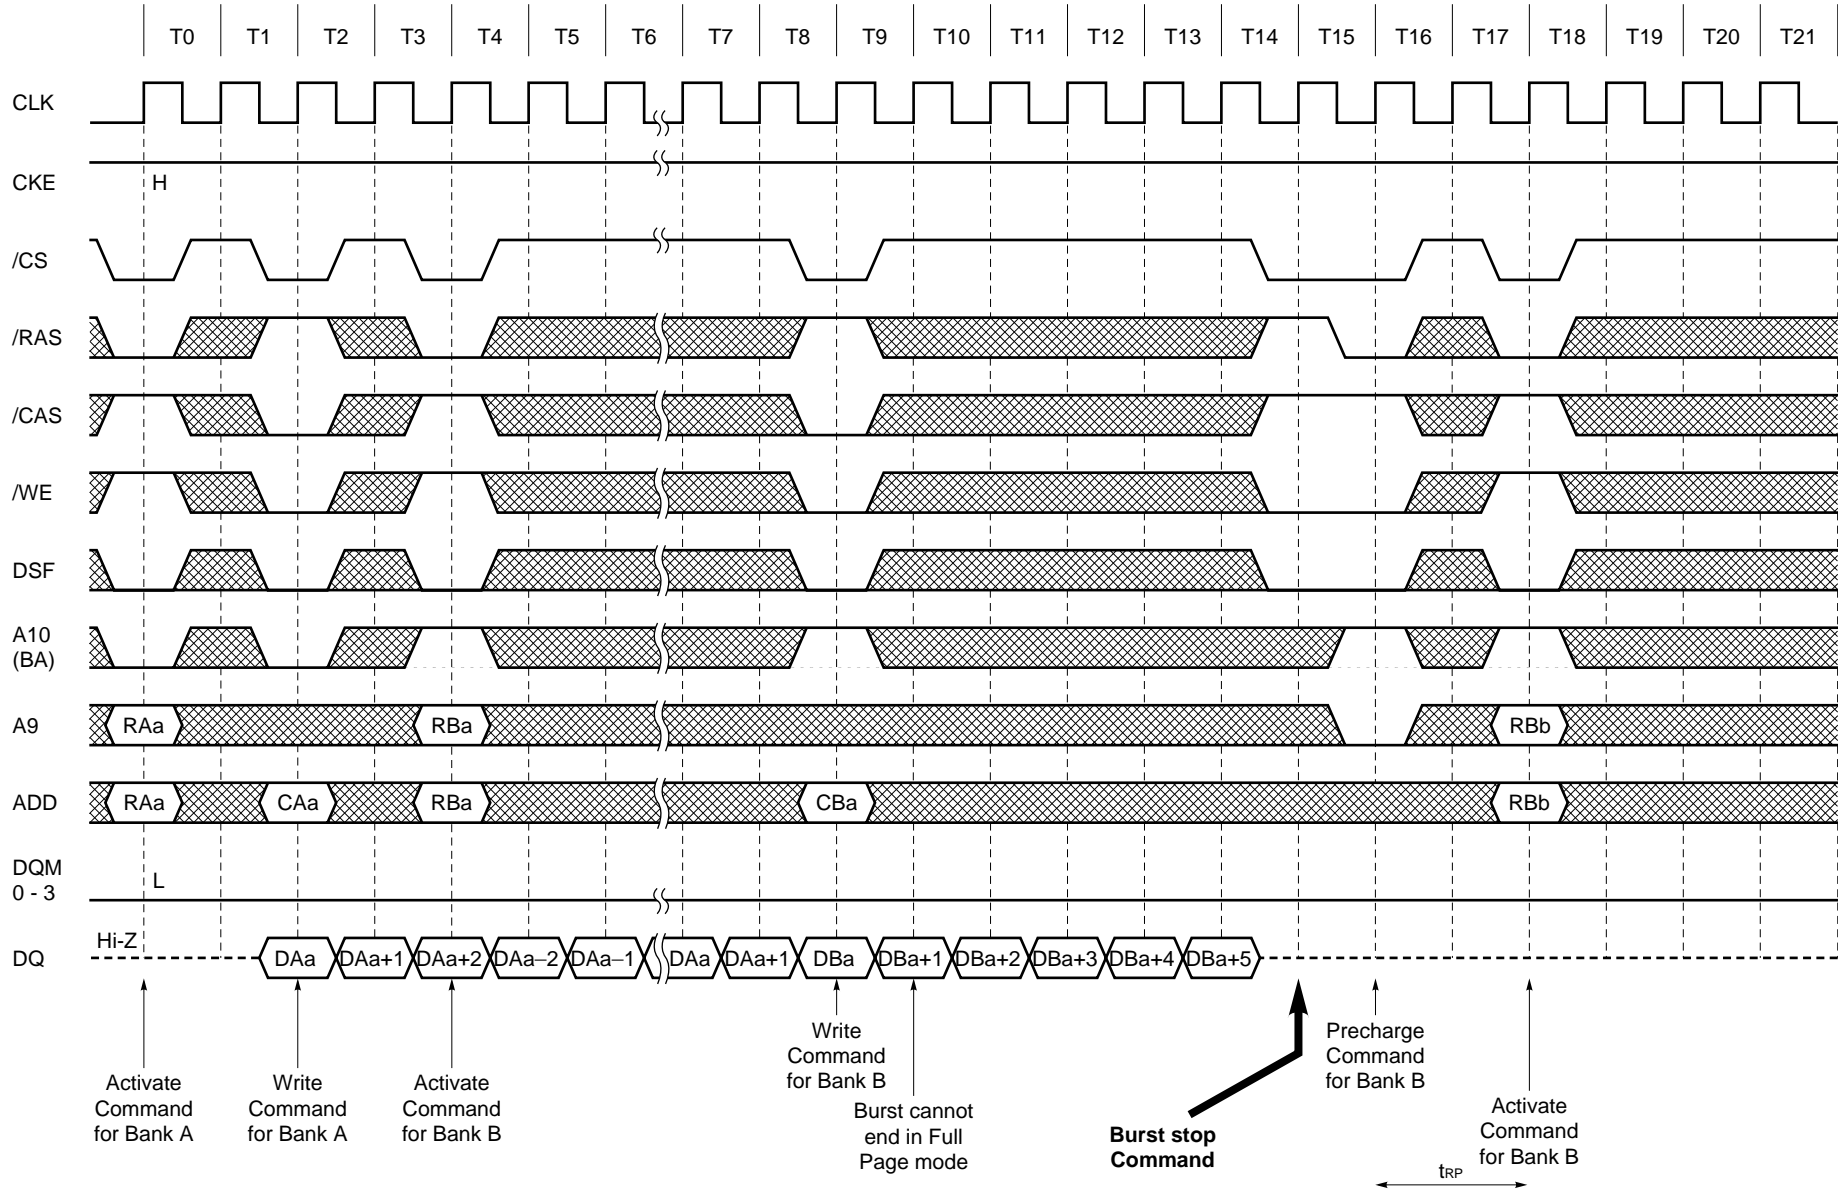 T0 T1 T2 T3 T4 T5 T6 T7 T8 T9 T10 T11 T12 T13 T14 T15 T16 T17 T18 T19 T20 T21
CLK
CKE
H
/CS
/RAS
/CAS
/WE
DSF
A10
(BA)
A9
RAa RBa RBb
ADD
RAa CAa RBa CBa RBb
DQM
0 - 3
L
Hi-Z
DQ
DAa DAa+1 DAa+2 DAa−2 DAa−1 DAa DAa+1 DBa DBa+1 DBa+2 DBa+3 DBa+4 DBa+5
Activate
Command
for Bank A
Write
Command
for Bank A
Activate
Command
for Bank B
Write
Command
for Bank B
Burst cannot
end in Full
Page mode
Burst stop
Command
Precharge
Command
for Bank B
Activate
Command
for Bank B
tRP